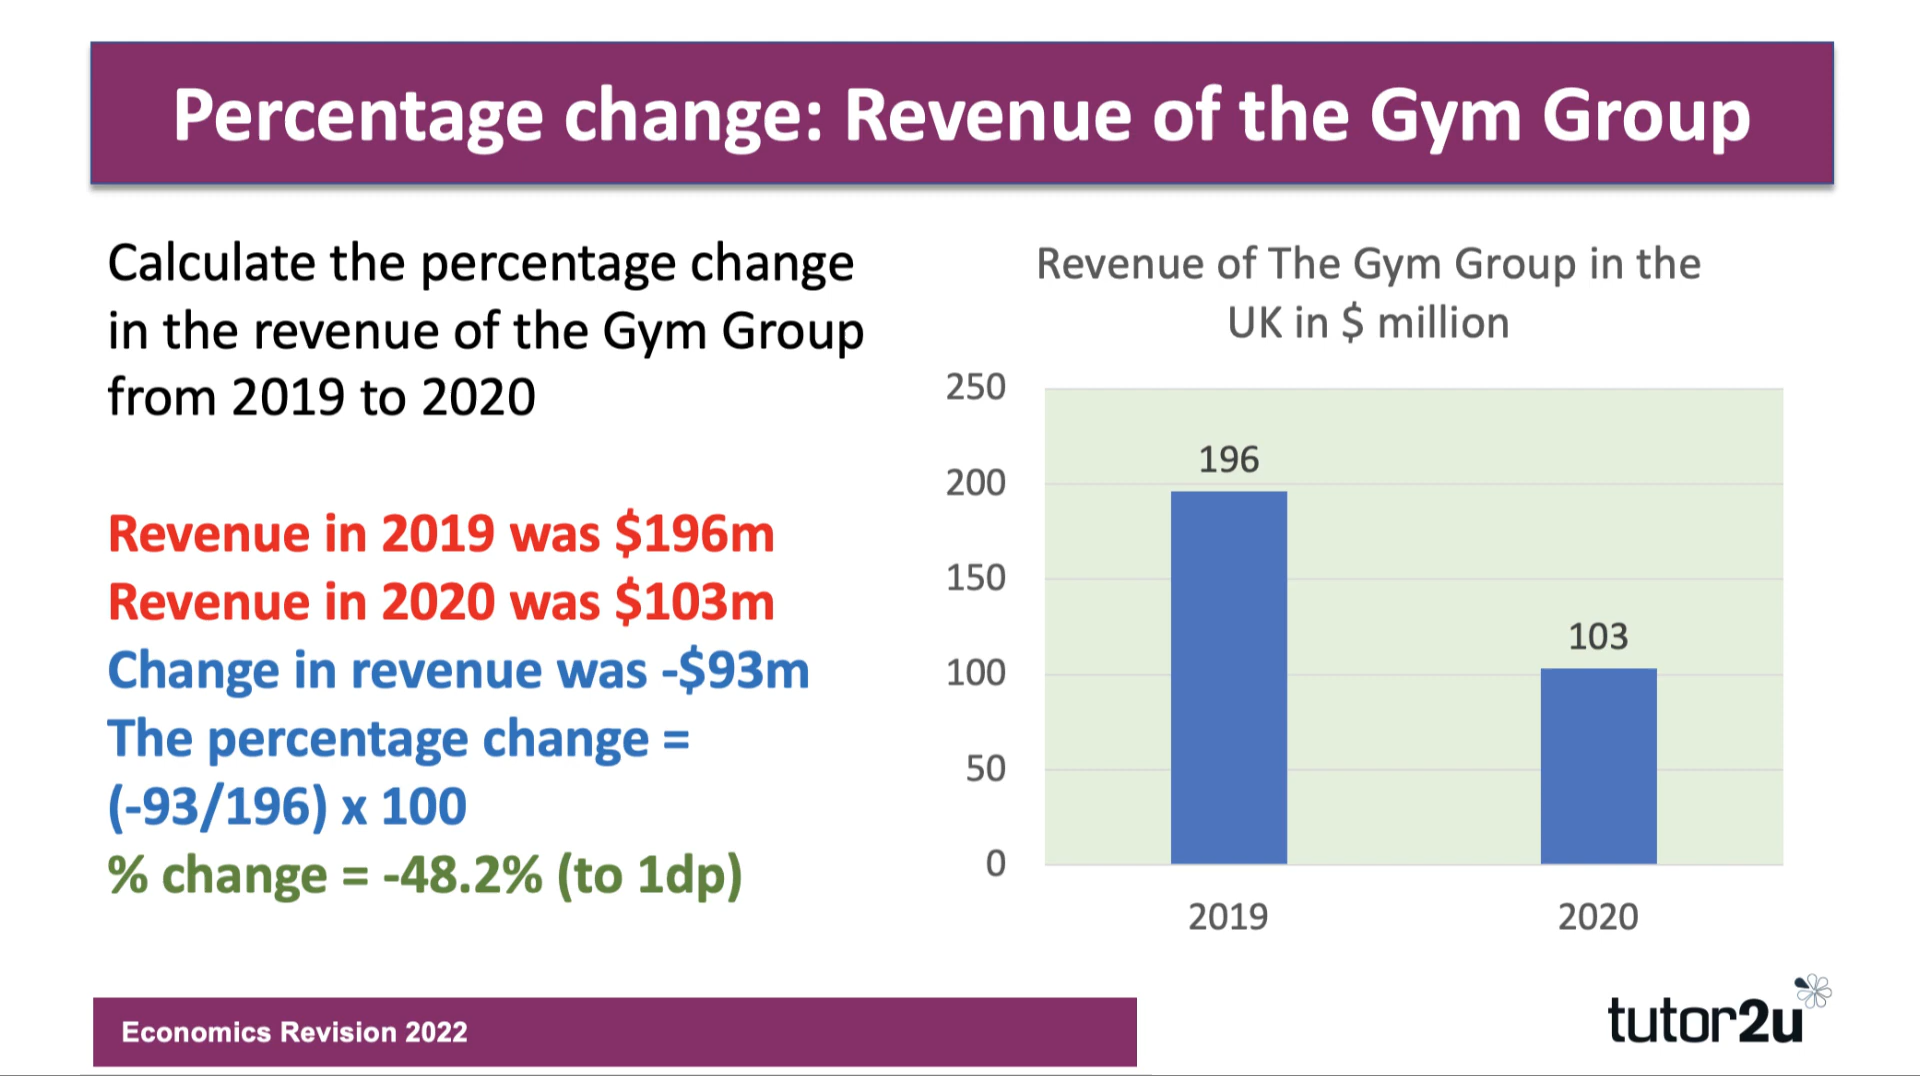 Percentage change: Revenue of the Gym Group
Calculate the percentage change
in the revenue of the Gym Group
from 2019 to 2020
Revenue in 2019 was $196m
Revenue in 2020 was $103m
Change in revenue was -$93m
The percentage change =
(-93/196) x 100
% change = -48.2% (to 1dp)
Revenue of The Gym Group in the
UK in $ million
250
200
150
100
50
0
196
103
2019
2020
Economics Revision 2022
tutor2u